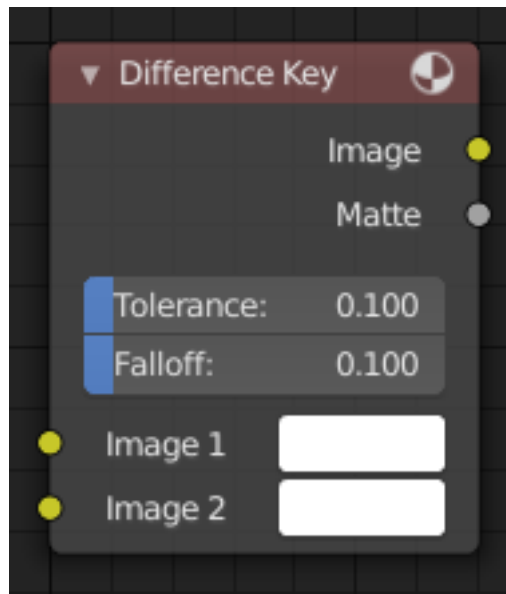 Difference Key
Image
Matte
Tolerance: 0.100
Falloff: 0.100
Image 1
Image 2